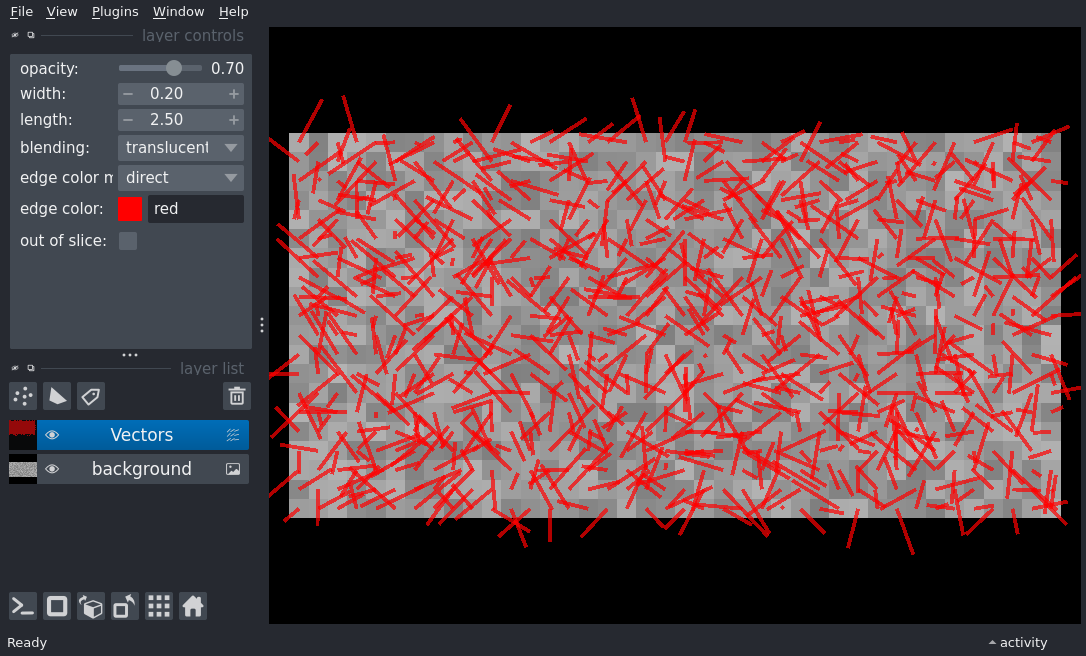 File View Plugins Window Help
layer controls
opacity: 0.70
width: 0.20
length: 2.50
blending: translucent
edge color m direct
edge color: red
out of slice:
layer list
Vectors
background
Ready activity